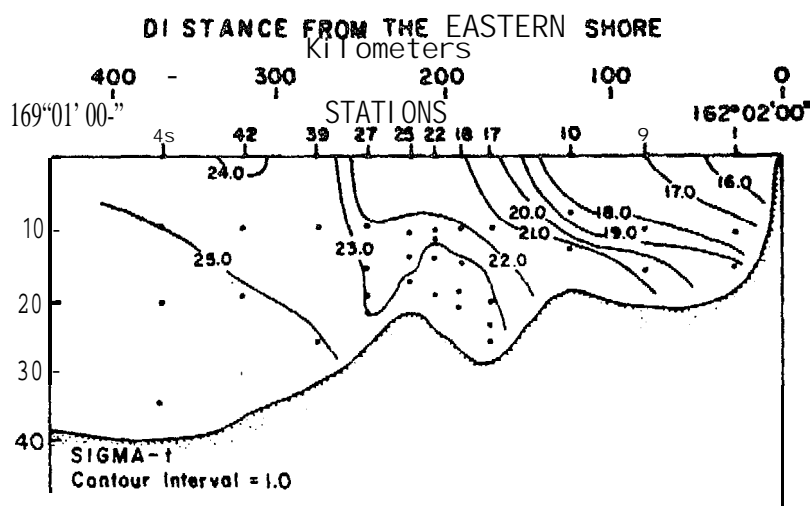 DISTANCE FROM THE EASTERN SHORE
Kilometers
400 - 300 200 100 0
169“01' 00-” STATIONS 162°02'00"
4s 42 39 27 25 22 18 17 10 9 1
24.0 17.0 16.0
10 20.0 18.0
23.0 21.0 19.0
25.0 22.0
20
30
40
SIGMA-t
Contour Interval = 1.0